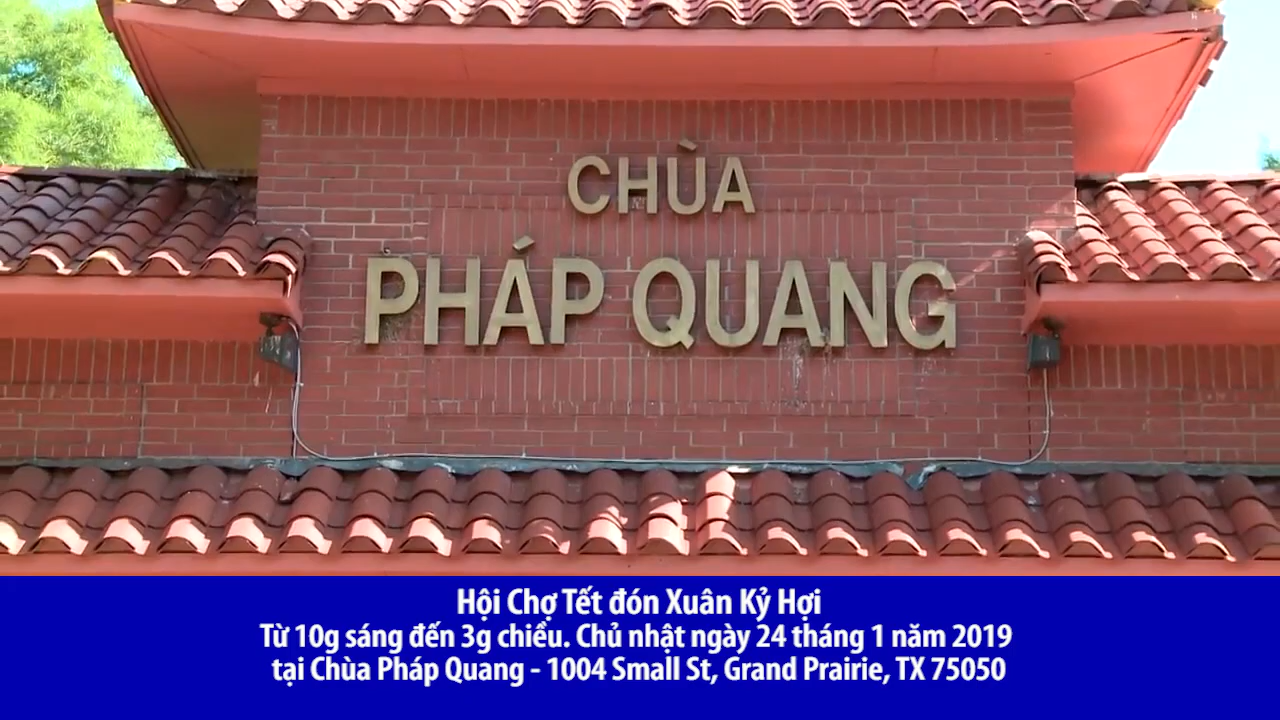 CHÙA
PHÁP QUANG
Hội Chợ Tết đón Xuân Kỷ Hợi
Từ 10g sáng đến 3g chiều. Chủ nhật ngày 24 tháng 1 năm 2019
tại Chùa Pháp Quang - 1004 Small St, Grand Prairie, TX 75050